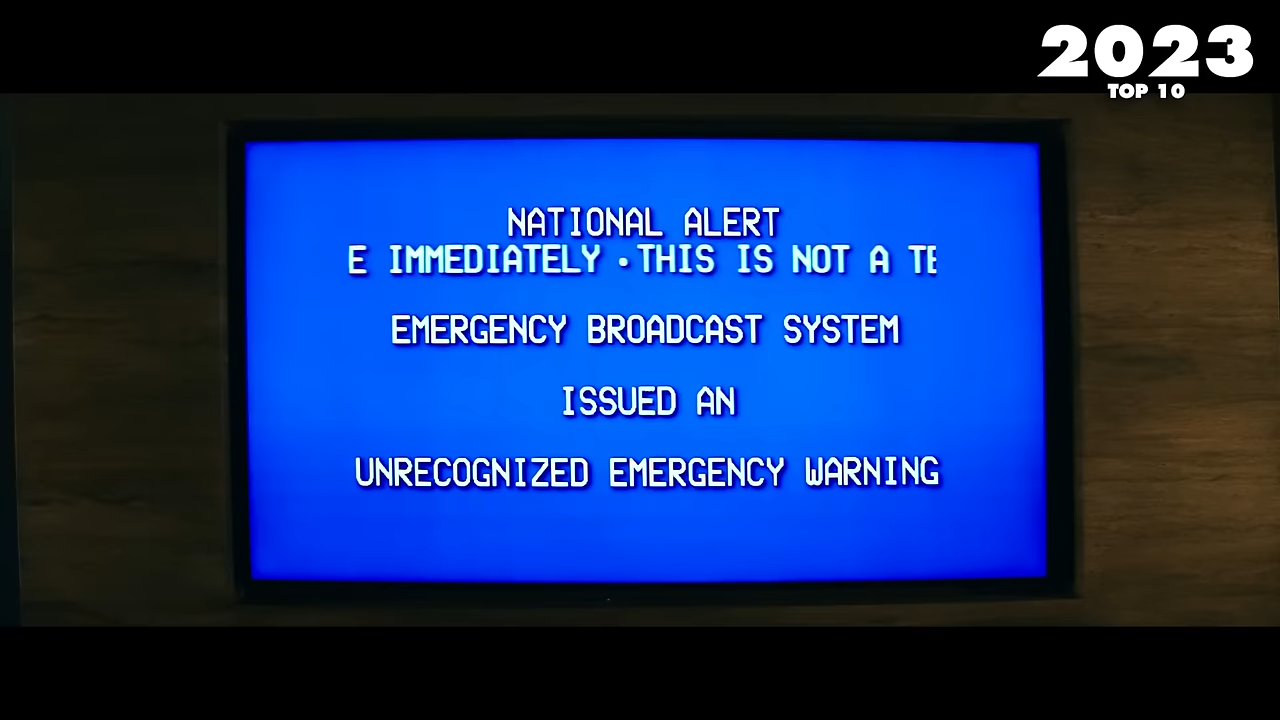 2023
TOP 10
NATIONAL ALERT
E IMMEDIATELY • THIS IS NOT A TE
EMERGENCY BROADCAST SYSTEM
ISSUED AN
UNRECOGNIZED EMERGENCY WARNING